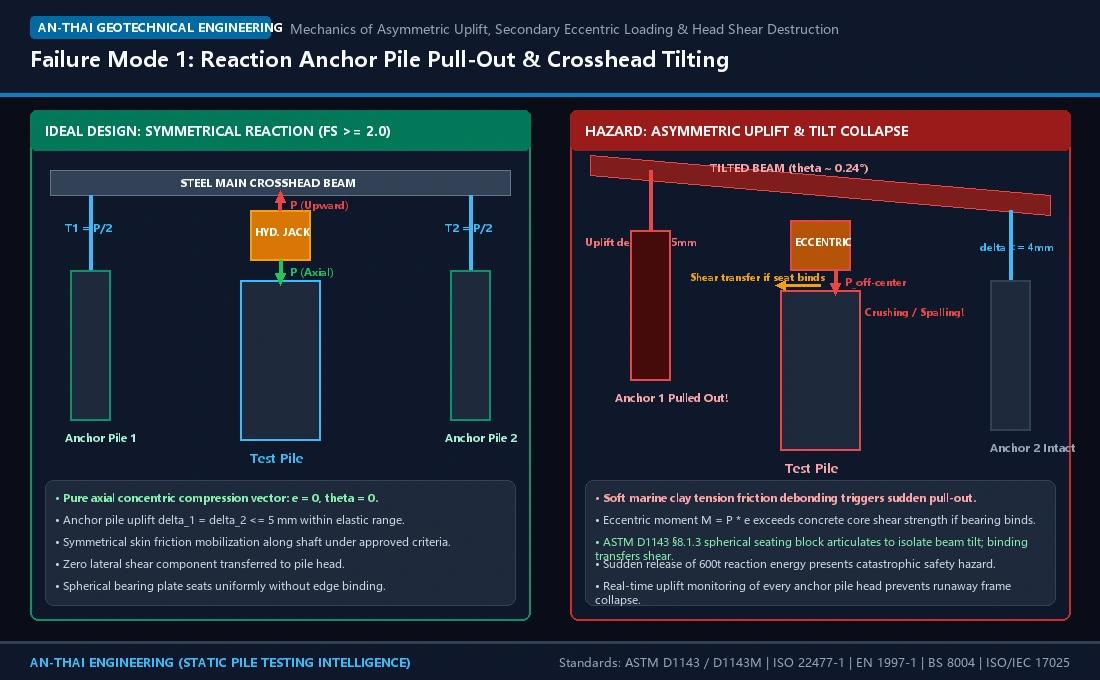 AN-THAI GEOTECHNICAL ENGINEERING
Mechanics of Asymmetric Uplift, Secondary Eccentric Loading & Head Shear Destruction
Failure Mode 1: Reaction Anchor Pile Pull-Out & Crosshead Tilting
IDEAL DESIGN: SYMMETRICAL REACTION (FS >= 2.0)
STEEL MAIN CROSSHEAD BEAM
P (Upward)
T1 = P/2
HYD. JACK
T2 = P/2
P (Axial)
Anchor Pile 1
Anchor Pile 2
Test Pile
• Pure axial concentric compression vector: e = 0, theta = 0.
• Anchor pile uplift delta_1 = delta_2 <= 5 mm within elastic range.
• Symmetrical skin friction mobilization along shaft under approved criteria.
• Zero lateral shear component transferred to pile head.
• Spherical bearing plate seats uniformly without edge binding.
HAZARD: ASYMMETRIC UPLIFT & TILT COLLAPSE
TILTED BEAM (theta ~ 0.24°)
Uplift de 5mm
ECCENTRIC
delta = 4mm
Shear transfer if seat binds
P_off-center
Crushing / Spalling!
Anchor 1 Pulled Out!
Anchor 2 Intact
Test Pile
• Soft marine clay tension friction debonding triggers sudden pull-out.
• Eccentric moment M = P * e exceeds concrete core shear strength if bearing binds.
• ASTM D1143 §8.1.3 spherical seating block articulates to isolate beam tilt; binding
transfers shear.
• Sudden release of 600t reaction energy presents catastrophic safety hazard.
• Real-time uplift monitoring of every anchor pile head prevents runaway frame
collapse.
AN-THAI ENGINEERING (STATIC PILE TESTING INTELLIGENCE)
Standards: ASTM D1143 / D1143M | ISO 22477-1 | EN 1997-1 | BS 8004 | ISO/IEC 17025